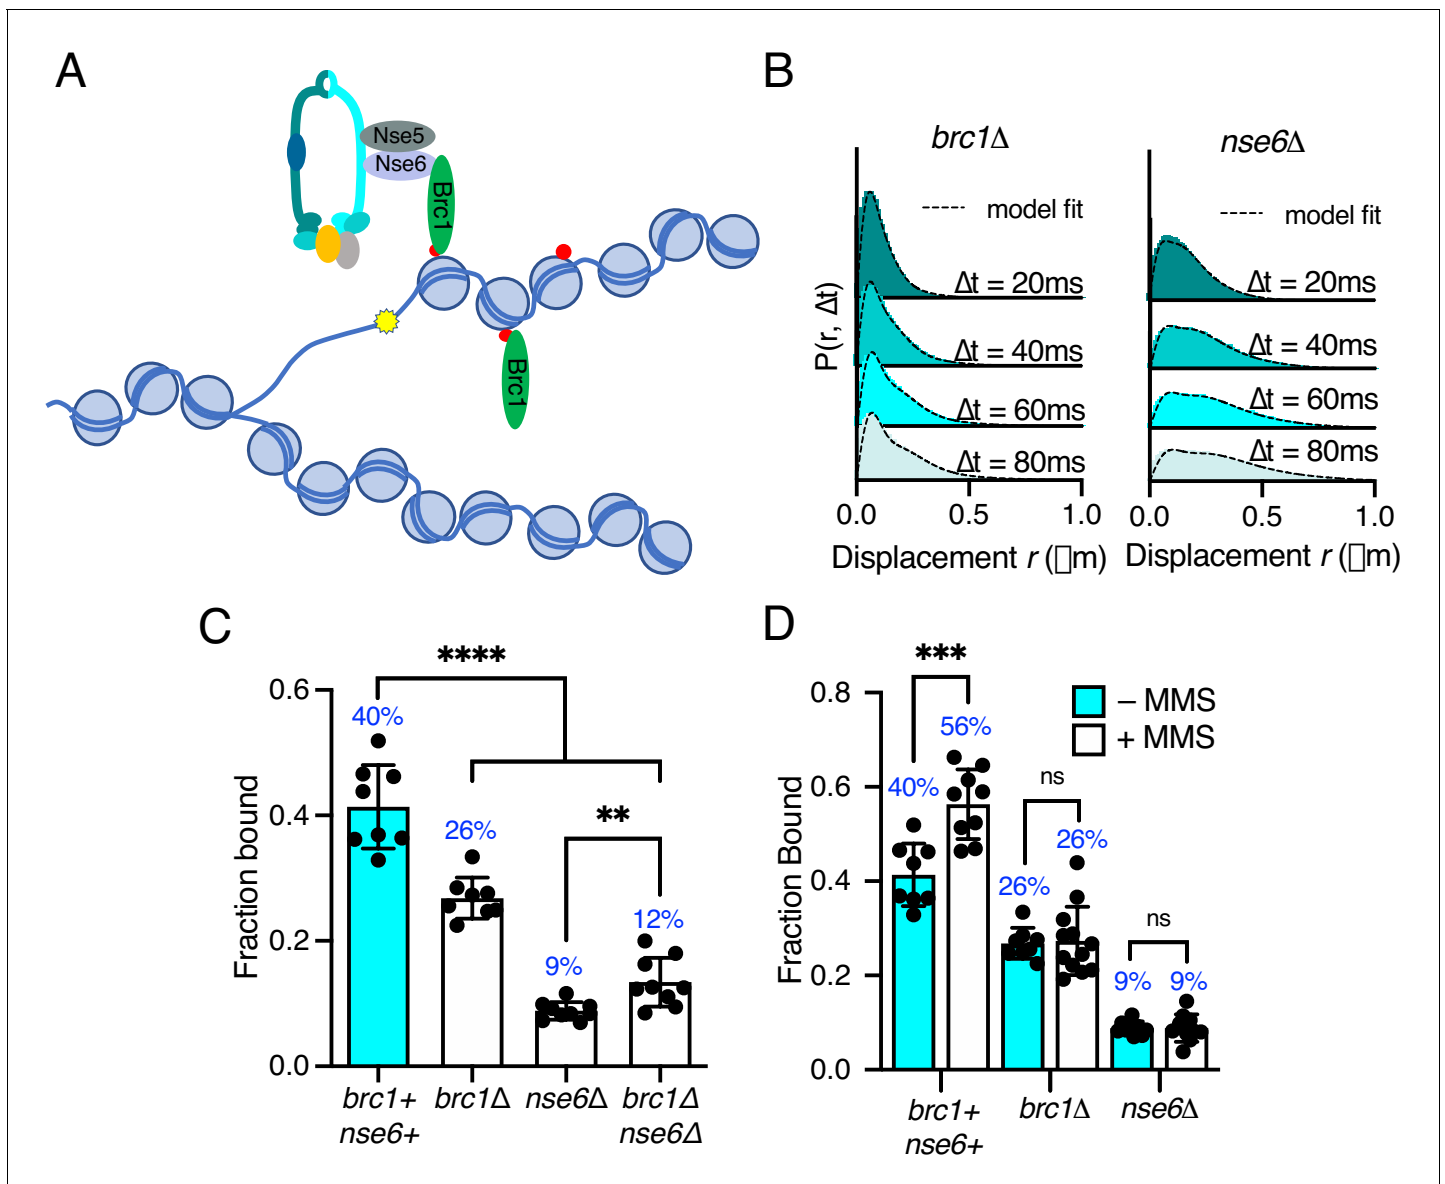 A
Nse5
Nse6
Brc1
Brc1
B
brc1Δ
nse6Δ
model fit
model fit
P(r, Δt)
Δt = 20ms
Δt = 40ms
Δt = 60ms
Δt = 80ms
Δt = 20ms
Δt = 40ms
Δt = 60ms
Δt = 80ms
0.0 0.5 1.0
0.0 0.5 1.0
Displacement r (□m)
Displacement r (□m)
C
****
0.6
0.4
0.2
0.0
Fraction bound
40%
26%
**
9%
12%
brc1+
nse6+
brc1Δ
nse6Δ
brc1Δ
nse6Δ
D
***
– MMS
+ MMS
0.8
0.6
0.4
0.2
0.0
Fraction Bound
40%
56%
ns
26%
26%
ns
9%
9%
brc1+
nse6+
brc1Δ
nse6Δ